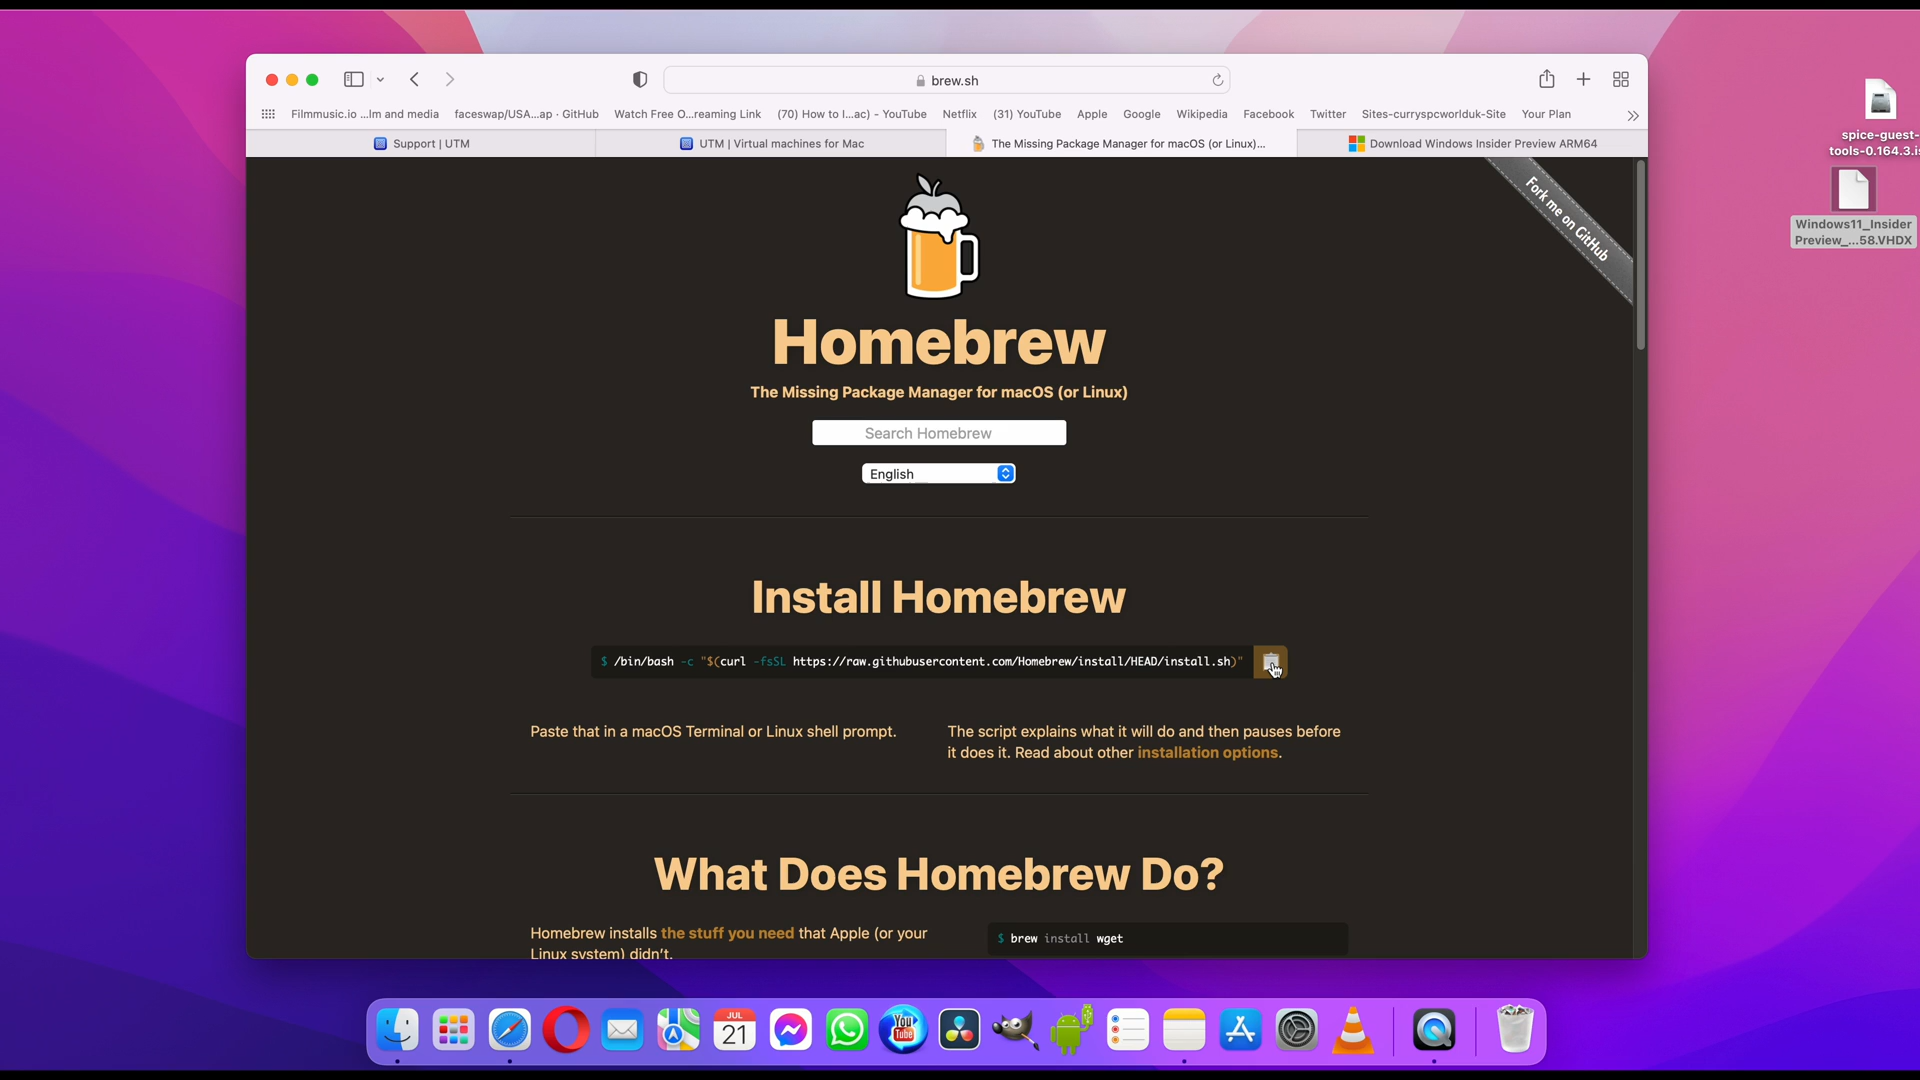 brew.sh
Filmmusic.io ...lm and media
faceswap/USA...ap · GitHub
Watch Free O...reaming Link
(70) How to l...ac) - YouTube
Netflix
(31) YouTube
Apple
Google
Wikipedia
Facebook
Twitter
Sites-curryspcworlduk-Site
Your Plan
Support | UTM
UTM | Virtual machines for Mac
The Missing Package Manager for macOS (or Linux)...
Download Windows Insider Preview ARM64
spice-guest-
tools-0.164.3.is
Windows11_Insider
Preview_...58.VHDX
Fork me on GitHub
Homebrew
The Missing Package Manager for macOS (or Linux)
Search Homebrew
English
Install Homebrew
$ /bin/bash -c "$(curl -fsSL https://raw.githubusercontent.com/Homebrew/install/HEAD/install.sh)"
Paste that in a macOS Terminal or Linux shell prompt.
The script explains what it will do and then pauses before
it does it. Read about other installation options.
What Does Homebrew Do?
Homebrew installs the stuff you need that Apple (or your
Linux system) didn't.
$ brew install wget
JUL
21
You
Tube